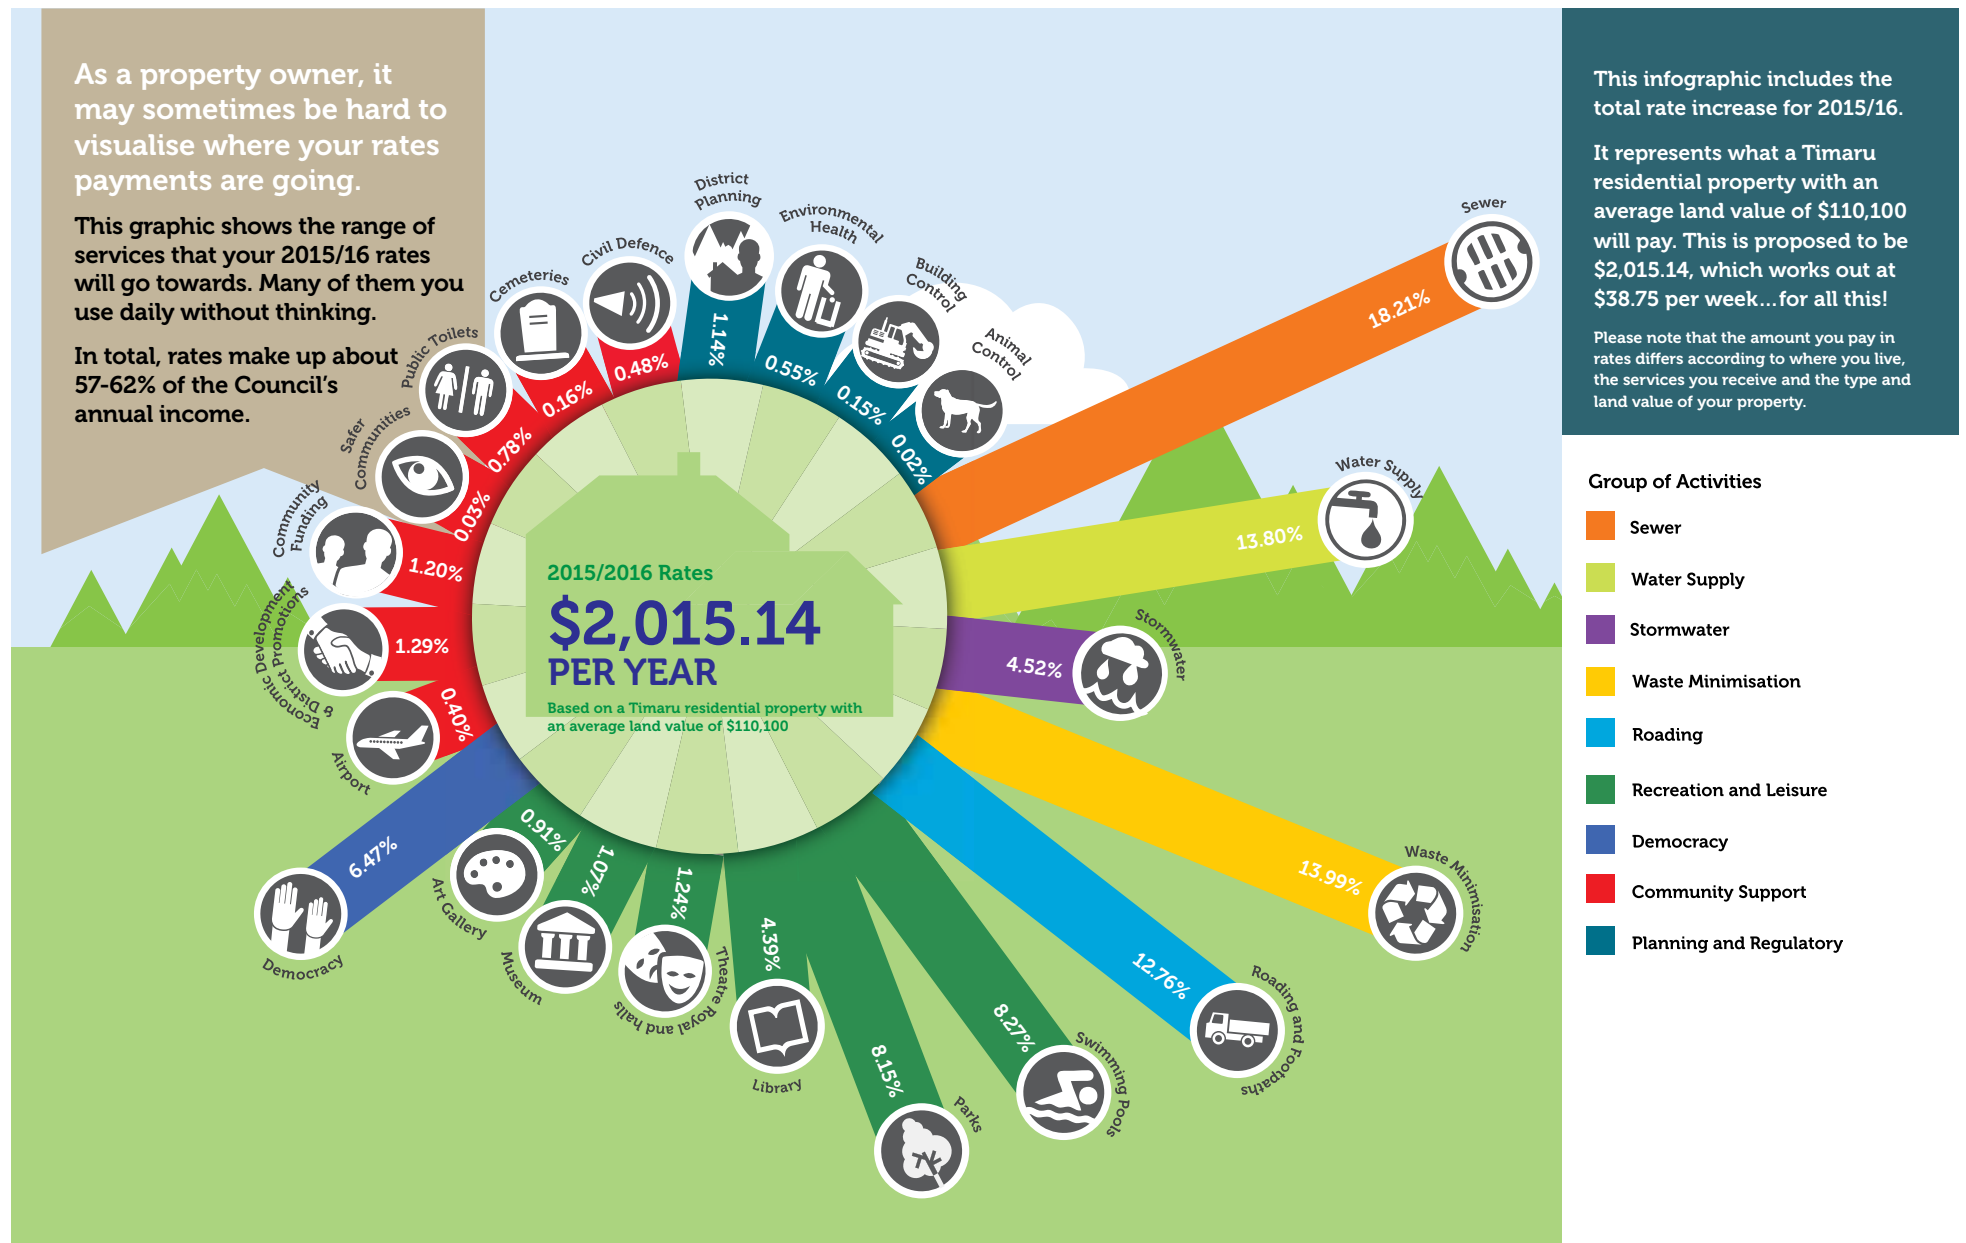 As a property owner, it
may sometimes be hard to
visualise where your rates
payments are going.
This graphic shows the range of
services that your 2015/16 rates
will go towards. Many of them you
use daily without thinking.
In total, rates make up about
57-62% of the Council's
annual income.
District
Planning
1.14%
Environmental
Health
0.55%
Building
Control
0.15%
Animal
Control
0.02%
Sewer
18.21%
Water Supply
13.80%
Stormwater
4.52%
Waste Minimisation
13.99%
Roading and Footpaths
12.76%
Swimming Pools
8.27%
Parks
8.15%
Library
4.39%
Theatre Royal and halls
1.24%
Museum
1.07%
Art Gallery
0.91%
Democracy
6.47%
Airport
0.40%
Economic Development
& District Promotions
1.29%
Community
Funding
1.20%
Safer
Communities
0.03%
Public Toilets
0.78%
Cemeteries
0.16%
Civil Defence
0.48%
2015/2016 Rates
$2,015.14
PER YEAR
Based on a Timaru residential property with
an average land value of $110,100
This infographic includes the
total rate increase for 2015/16.
It represents what a Timaru
residential property with an
average land value of $110,100
will pay. This is proposed to be
$2,015.14, which works out at
$38.75 per week...for all this!
Please note that the amount you pay in
rates differs according to where you live,
the services you receive and the type and
land value of your property.
Group of Activities
Sewer
Water Supply
Stormwater
Waste Minimisation
Roading
Recreation and Leisure
Democracy
Community Support
Planning and Regulatory